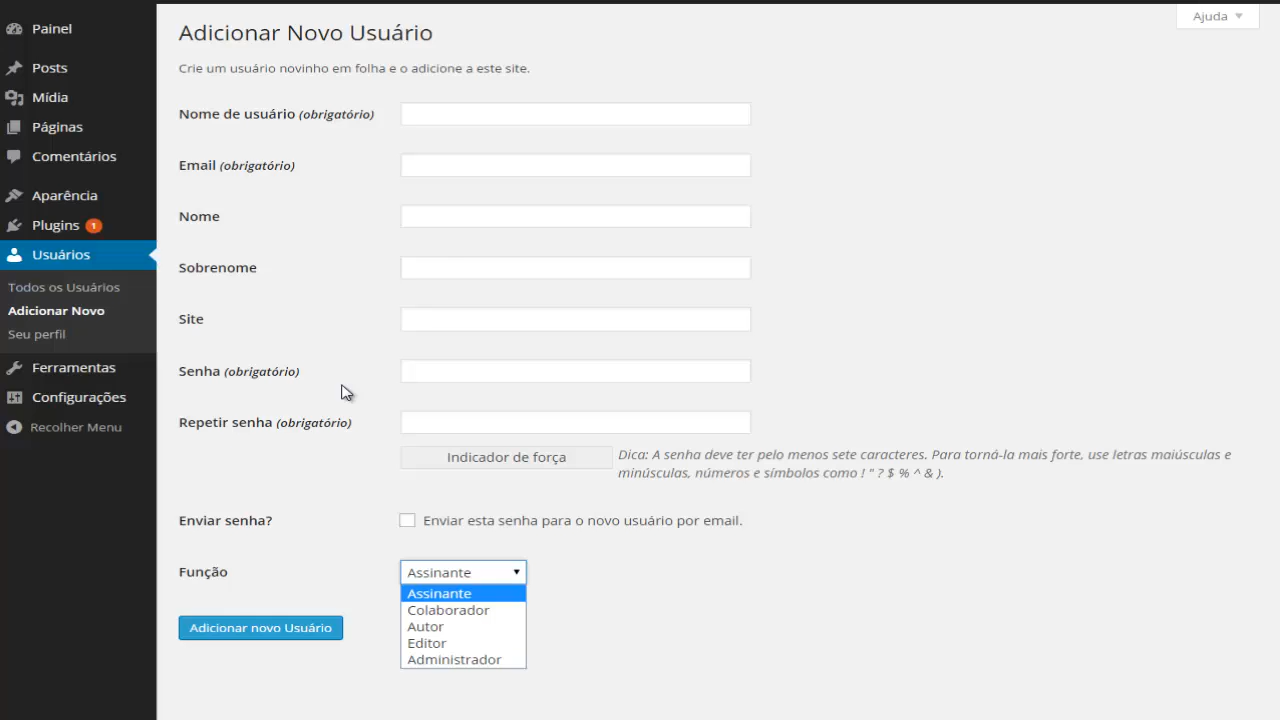 Painel
Posts
Mídia
Páginas
Comentários
Aparência
Plugins 1
Usuários
Todos os Usuários
Adicionar Novo
Seu perfil
Ferramentas
Configurações
Recolher Menu
Ajuda
Adicionar Novo Usuário
Crie um usuário novinho em folha e o adicione a este site.
Nome de usuário (obrigatório)
Email (obrigatório)
Nome
Sobrenome
Site
Senha (obrigatório)
Repetir senha (obrigatório)
Indicador de força
Dica: A senha deve ter pelo menos sete caracteres. Para torná-la mais forte, use letras maiúsculas e
minúsculas, números e símbolos como ! " ? $ % ^ & ).
Enviar senha?
Enviar esta senha para o novo usuário por email.
Função
Assinante
Assinante
Colaborador
Autor
Editor
Administrador
Adicionar novo Usuário